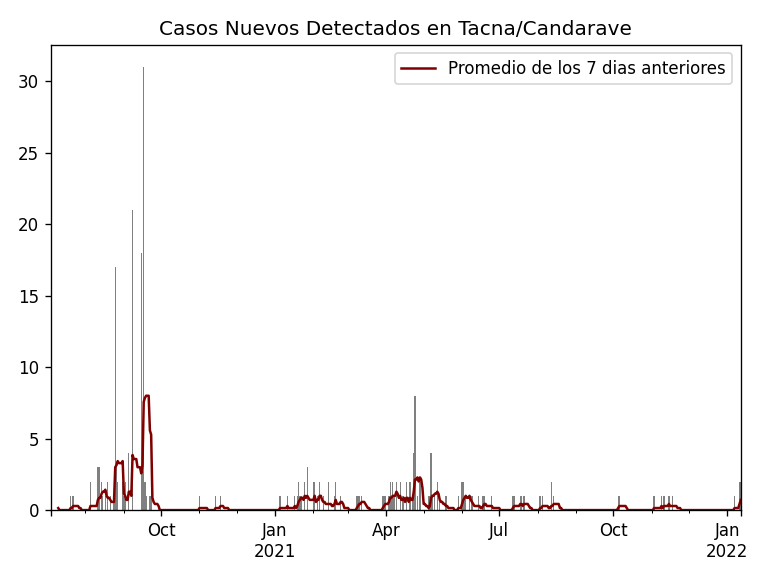 Casos Nuevos Detectados en Tacna/Candarave
Promedio de los 7 dias anteriores
30
25
20
15
10
5
0
Oct
Jan
2021
Apr
Jul
Oct
Jan
2022